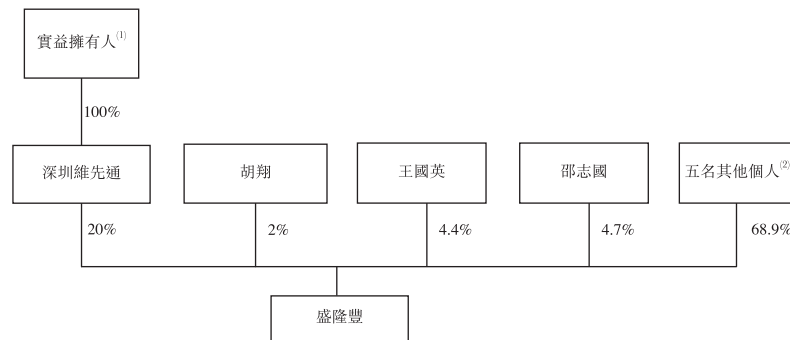 實益擁有人(1)
100%
深圳維先通
胡翔
王國英
邵志國
五名其他個人(2)
20%
2%
4.4%
4.7%
68.9%
盛隆豐